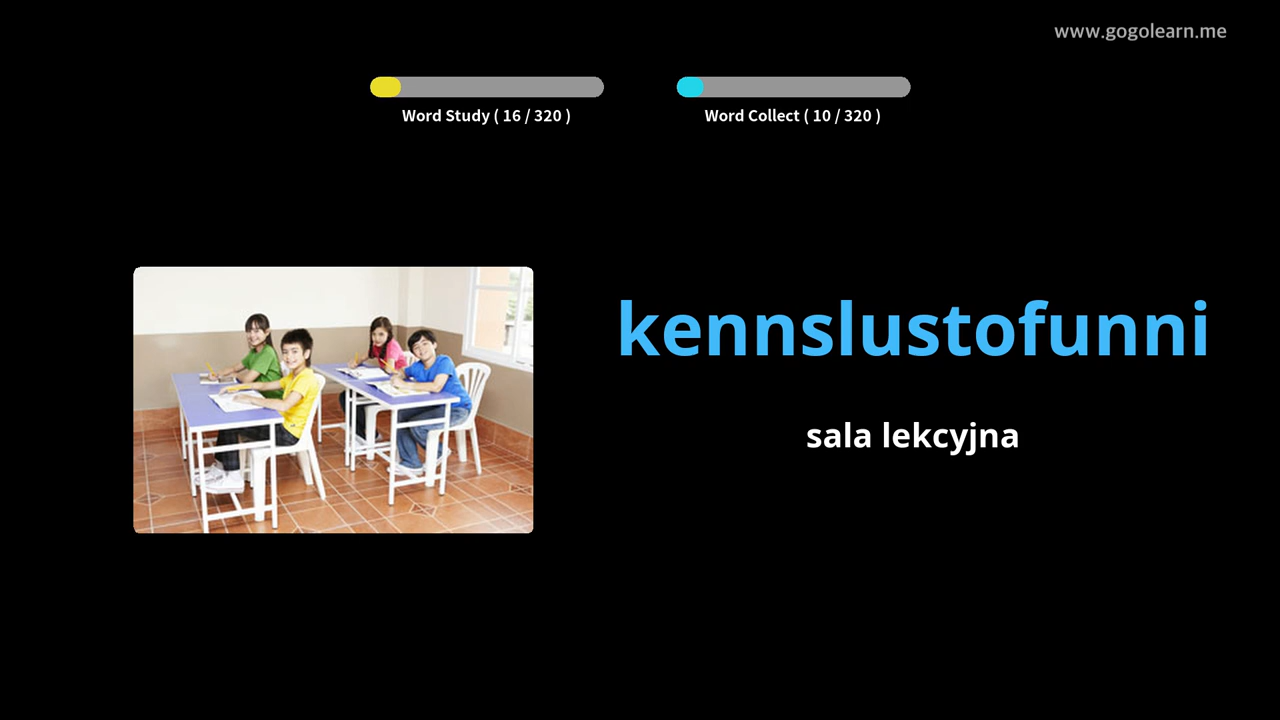 www.gogolearn.me
Word Study ( 16 / 320 )
Word Collect ( 10 / 320 )
kennslustofunni
sala lekcyjna